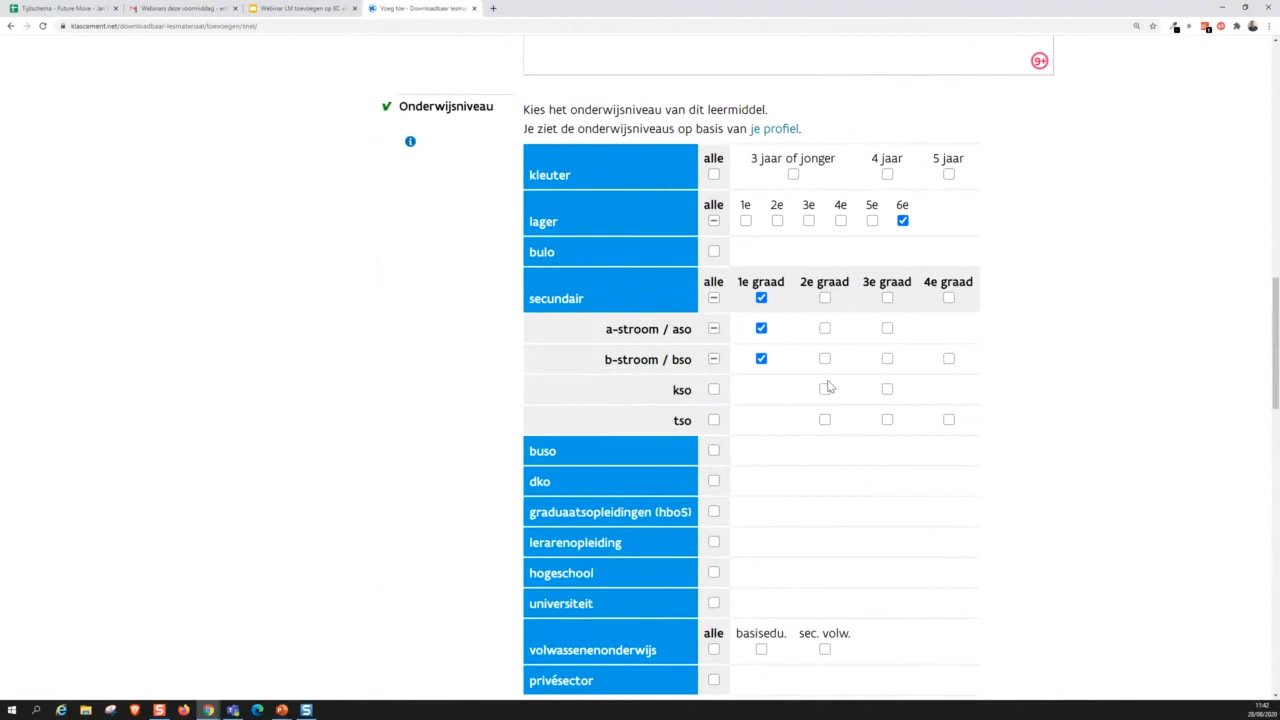 Tijdschema - Future Movie - Jari
Webinars deze voormiddag - en
Webinar LM toevoegen op KC v
Voeg toe - Downloadbaar lesma
klascement.net/downloadbaar-lesmateriaal/toevoegen/snel/
9+
Onderwijsniveau
Kies het onderwijsniveau van dit leermiddel.
Je ziet de onderwijsniveaus op basis van je profiel.
kleuter alle 3 jaar of jonger 4 jaar 5 jaar
lager alle 1e 2e 3e 4e 5e 6e
bulo
secundair alle 1e graad 2e graad 3e graad 4e graad
a-stroom / aso
b-stroom / bso
kso
tso
buso
dko
graduaatsopleidingen (hbo5)
lerarenopleiding
hogeschool
universiteit
volwassenenonderwijs alle basisedu. sec. volw.
privésector
11:42
28/08/2020